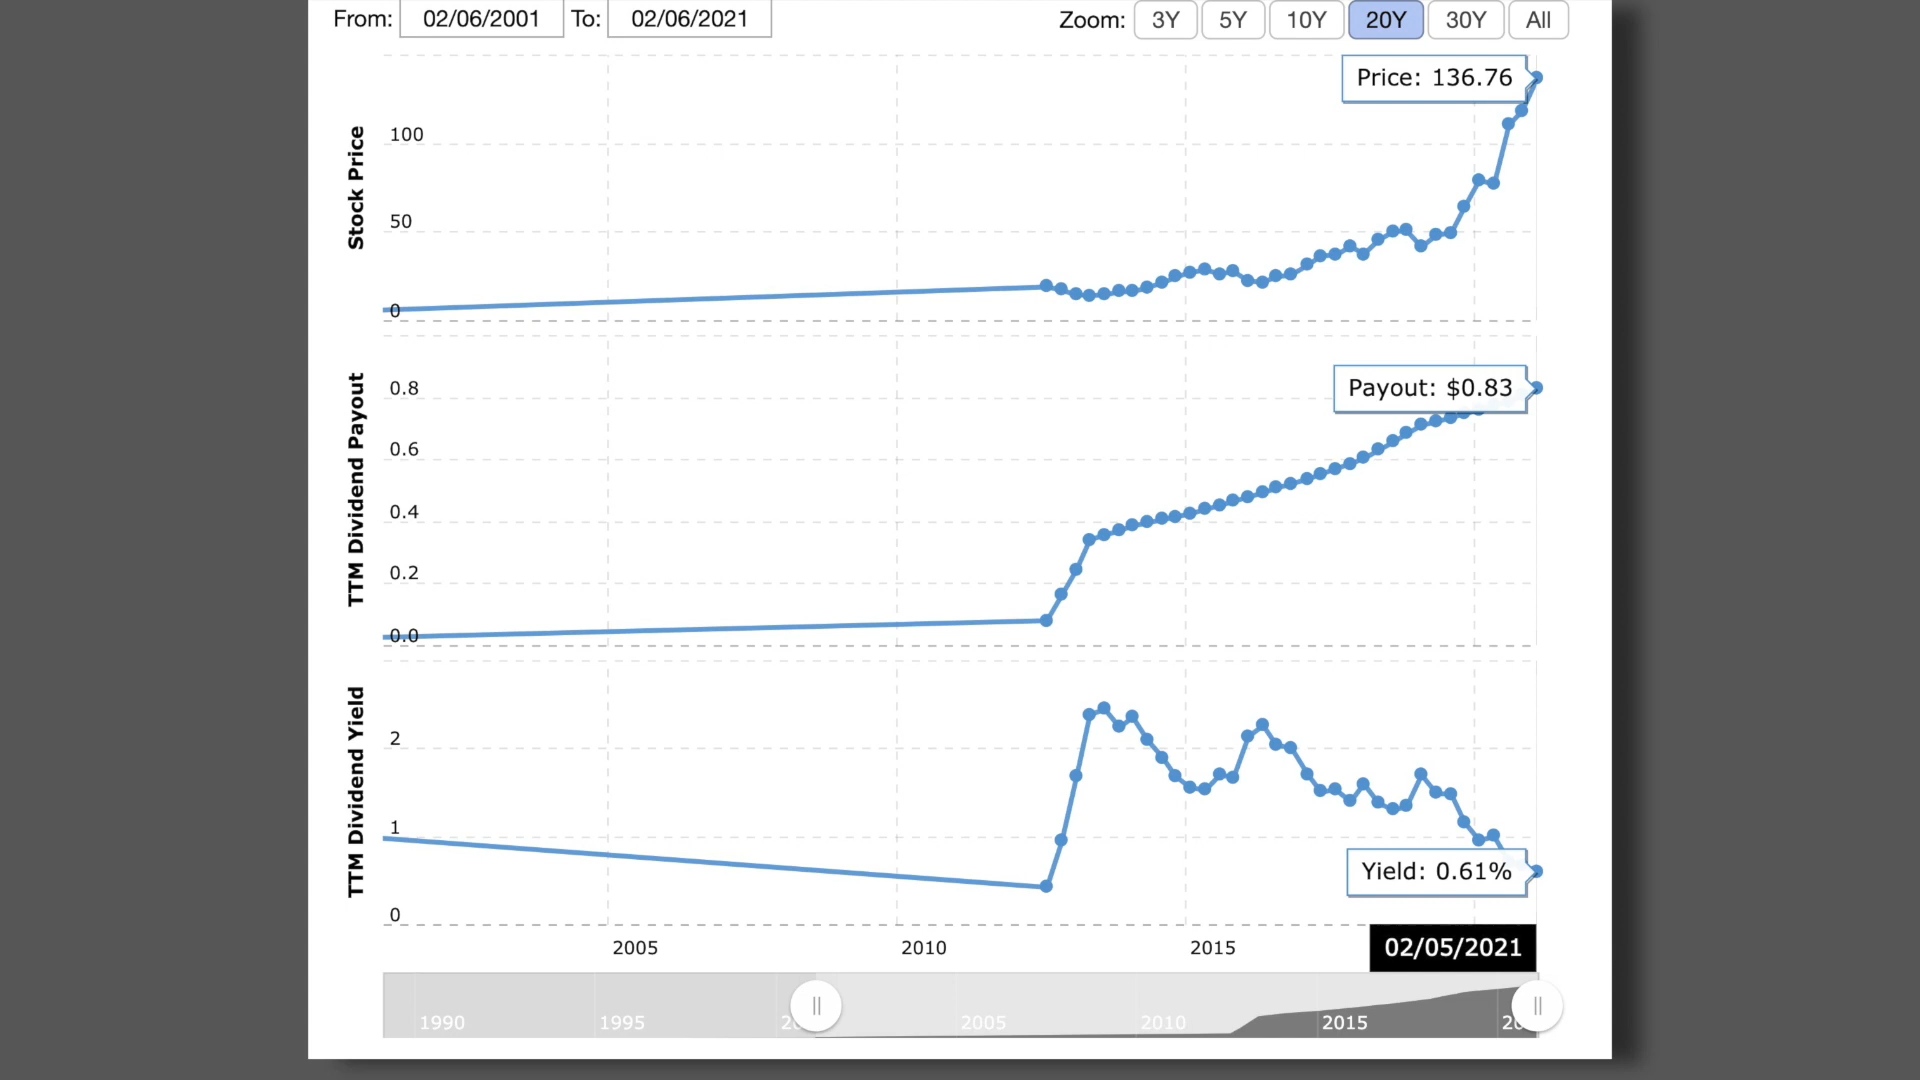 From: 02/06/2001 To: 02/06/2021 Zoom: 3Y 5Y 10Y 20Y 30Y All
Stock Price
100
50
0
Price: 136.76
TTM Dividend Payout
0.8
0.6
0.4
0.2
0.0
Payout: $0.83
TTM Dividend Yield
2
1
0
Yield: 0.61%
2005 2010 2015 02/05/2021
1990 1995 2005 2010 2015